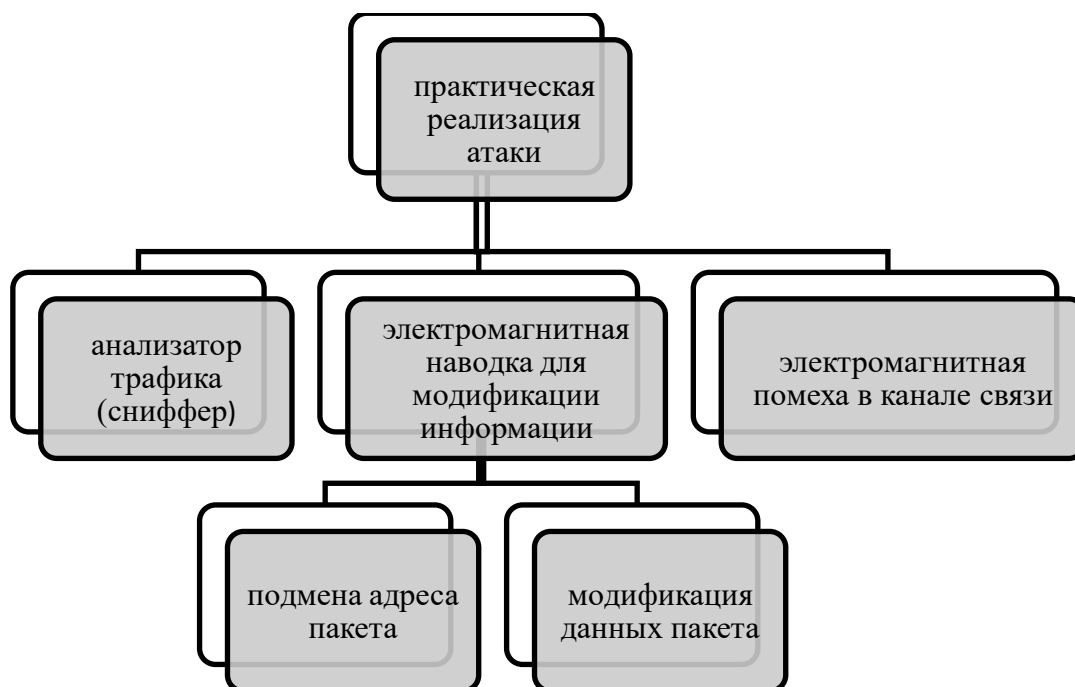 практическая
реализация
атаки
анализатор
трафика
(сниффер)
электромагнитная
наводка для
модификации
информации
электромагнитная
помеха в канале связи
подмена адреса
пакета
модификация
данных пакета